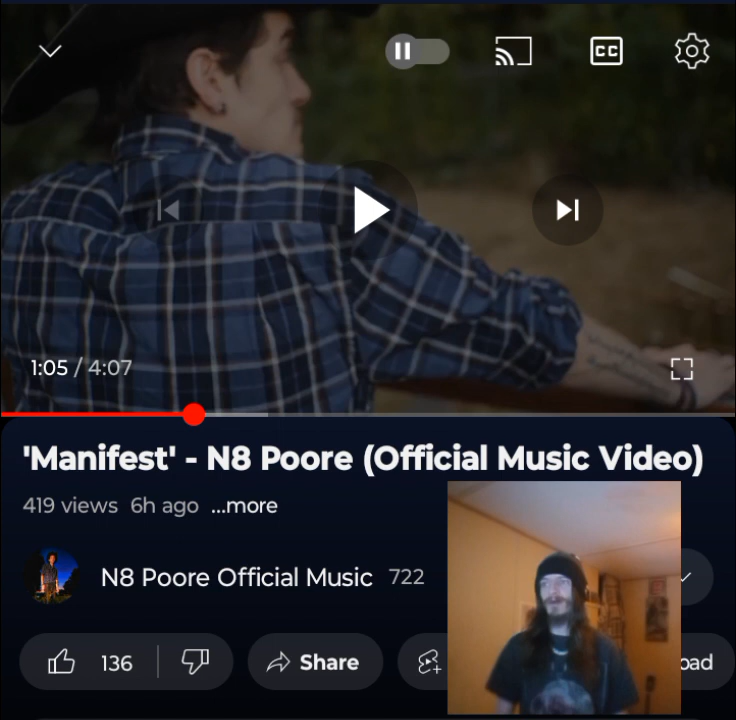 CC
1:05 / 4:07
'Manifest' - N8 Poore (Official Music Video)
419 views 6h ago ...more
N8 Poore Official Music 722
136 Share oad